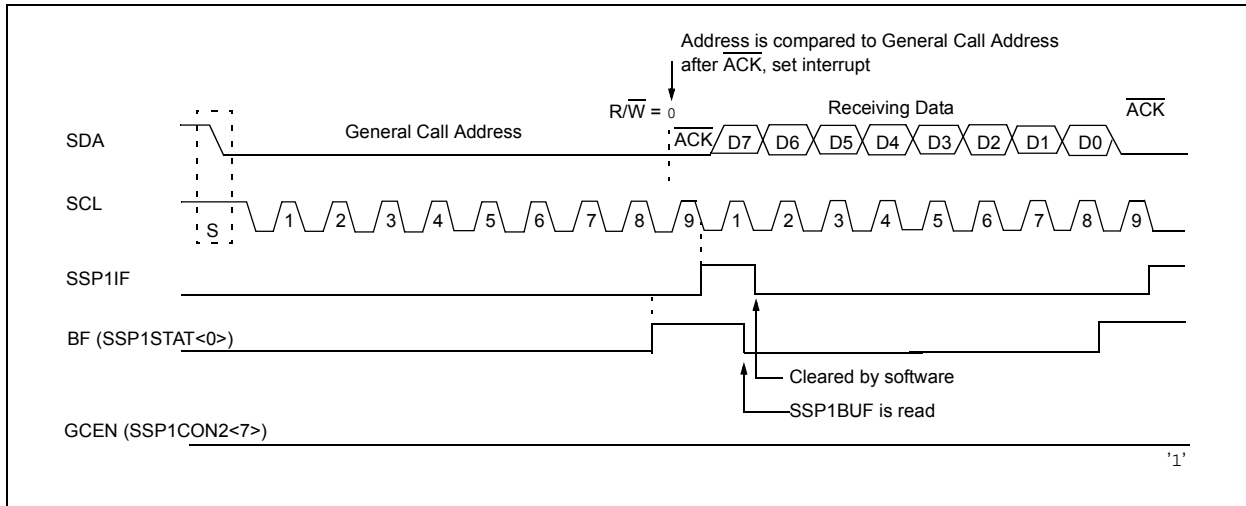 Address is compared to General Call Address
after ACK, set interrupt
R/W = 0
Receiving Data
ACK
SDA
General Call Address
ACK
D7 D6 D5 D4 D3 D2 D1 D0
SCL
S
1 2 3 4 5 6 7 8 9 1 2 3 4 5 6 7 8 9
SSP1IF
BF (SSP1STAT<0>)
Cleared by software
SSP1BUF is read
GCEN (SSP1CON2<7>)
'1'